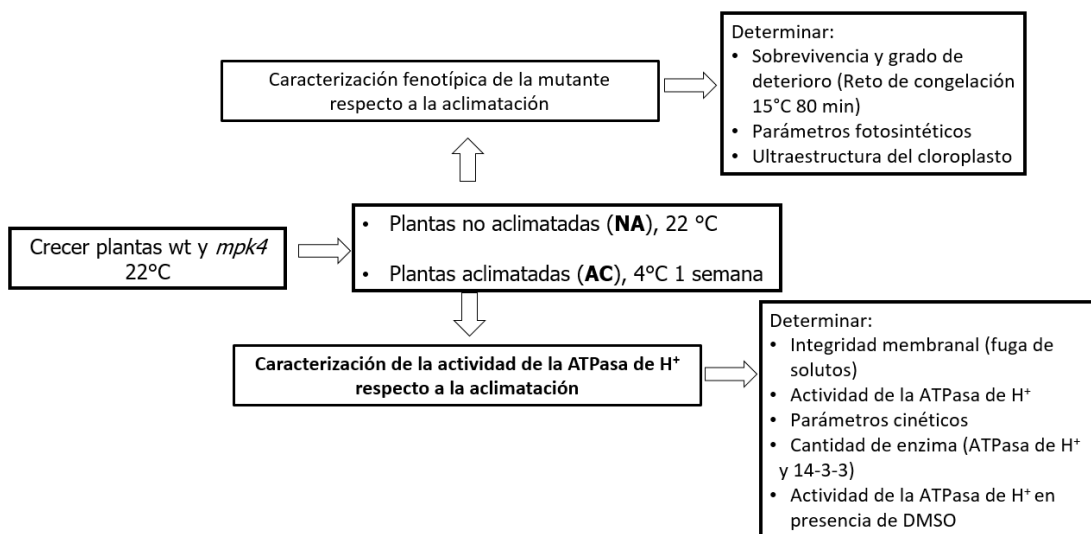 Determinar:
• Sobrevivencia y grado de
deterioro (Reto de congelación
15°C 80 min)
• Parámetros fotosintéticos
• Ultraestructura del cloroplasto
Caracterización fenotípica de la mutante
respecto a la aclimatación
Crecer plantas wt y mpk4
22°C
• Plantas no aclimatadas (NA), 22 °C
• Plantas aclimatadas (AC), 4°C 1 semana
Caracterización de la actividad de la ATPasa de H⁺
respecto a la aclimatación
Determinar:
• Integridad membranal (fuga de
solutos)
• Actividad de la ATPasa de H⁺
• Parámetros cinéticos
• Cantidad de enzima (ATPasa de H⁺
y 14-3-3)
• Actividad de la ATPasa de H⁺ en
presencia de DMSO